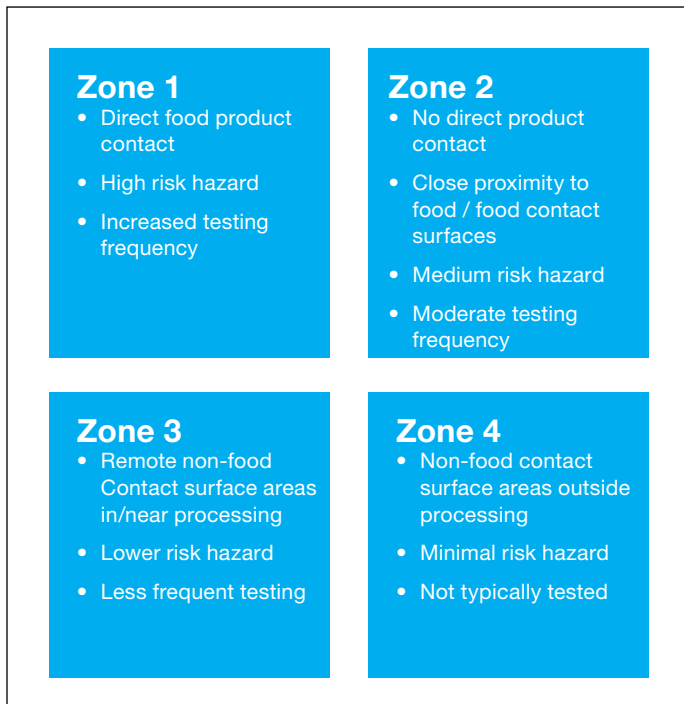 Zone 1
• Direct food product
contact
• High risk hazard
• Increased testing
frequency
Zone 2
• No direct product
contact
• Close proximity to
food / food contact
surfaces
• Medium risk hazard
• Moderate testing
frequency
Zone 3
• Remote non-food
Contact surface areas
in/near processing
• Lower risk hazard
• Less frequent testing
Zone 4
• Non-food contact
surface areas outside
processing
• Minimal risk hazard
• Not typically tested